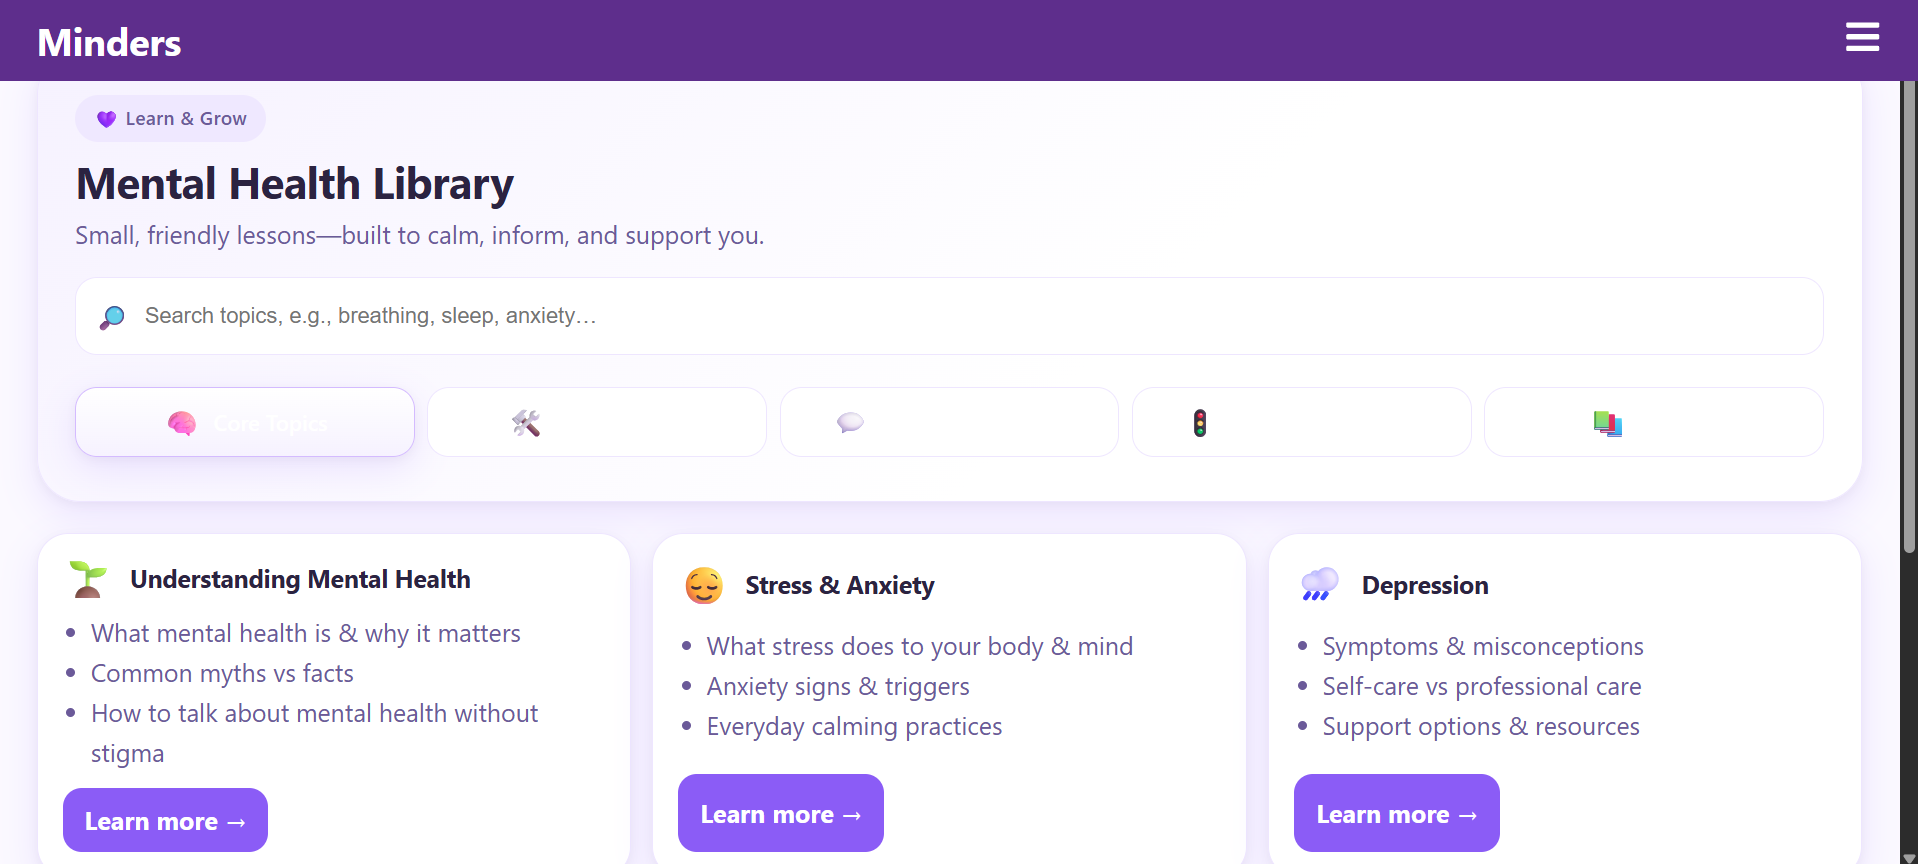 Minders
Learn & Grow
Mental Health Library
Small, friendly lessons—built to calm, inform, and support you.
Search topics, e.g., breathing, sleep, anxiety…
Core Topics
Understanding Mental Health
• What mental health is & why it matters
• Common myths vs facts
• How to talk about mental health without
stigma
Learn more →
Stress & Anxiety
• What stress does to your body & mind
• Anxiety signs & triggers
• Everyday calming practices
Learn more →
Depression
• Symptoms & misconceptions
• Self-care vs professional care
• Support options & resources
Learn more →